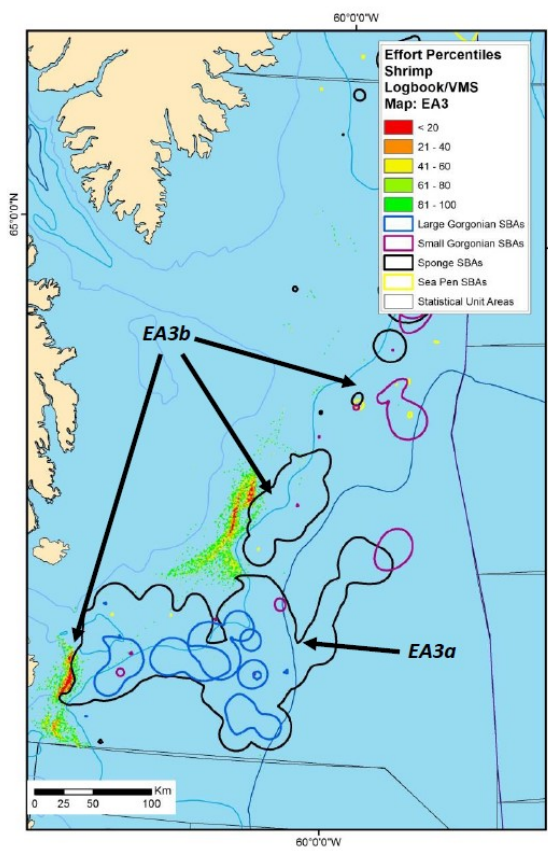 60°0'0"W
Effort Percentiles
Shrimp
Logbook/VMS
Map: EA3
< 20
21 - 40
41 - 60
61 - 80
81 - 100
Large Gorgonian SBAs
Small Gorgonian SBAs
Sponge SBAs
Sea Pen SBAs
Statistical Unit Areas
65°0'0"N
EA3b
EA3a
Km
0 25 50 100
60°0'0"W